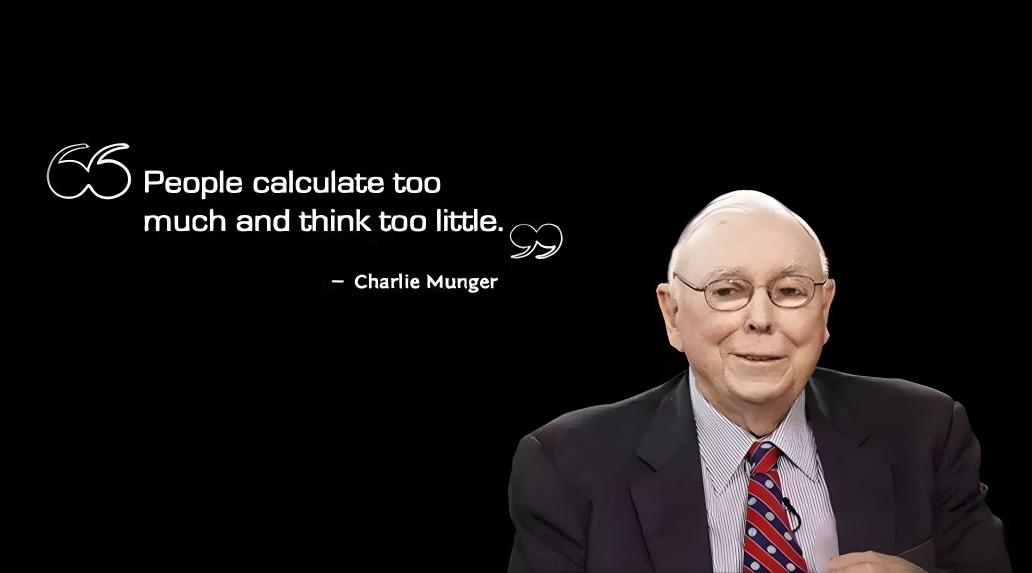 People calculate too
much and think too little.
– Charlie Munger